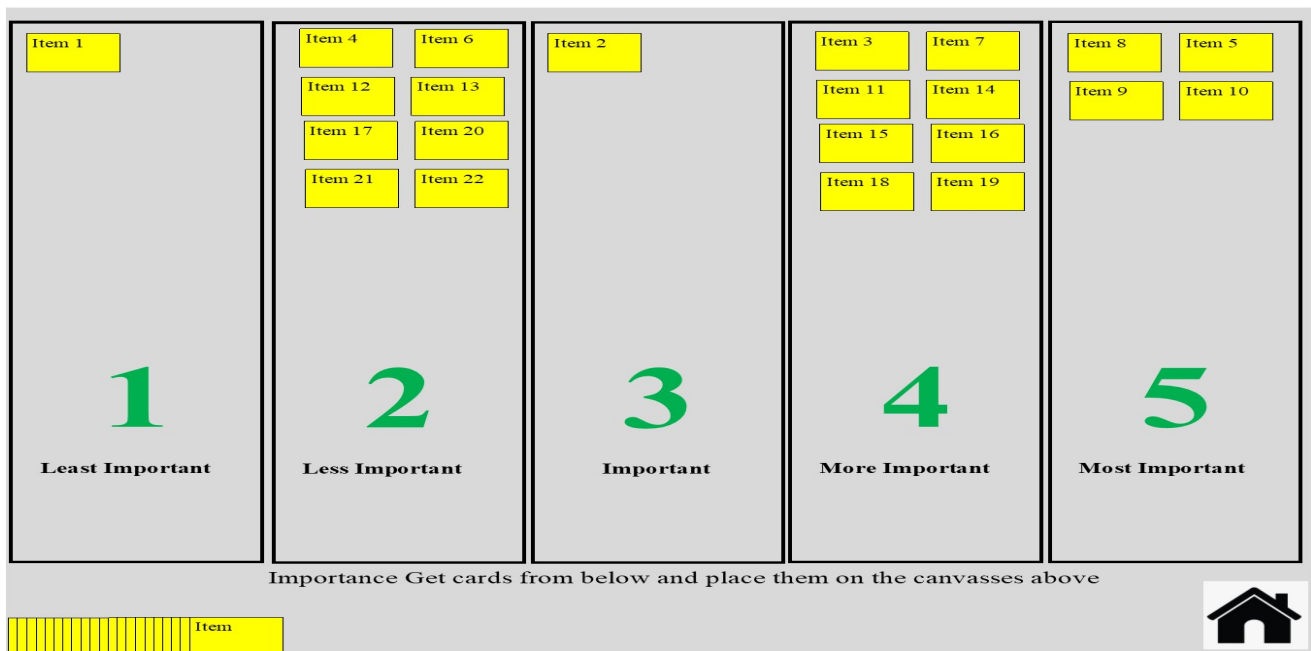 Item 1
Item 4 Item 6
Item 12 Item 13
Item 17 Item 20
Item 21 Item 22
Item 2
Item 3 Item 7
Item 11 Item 14
Item 15 Item 16
Item 18 Item 19
Item 8 Item 5
Item 9 Item 10
1
Least Important
2
Less Important
3
Important
4
More Important
5
Most Important
Importance Get cards from below and place them on the canvasses above
Item